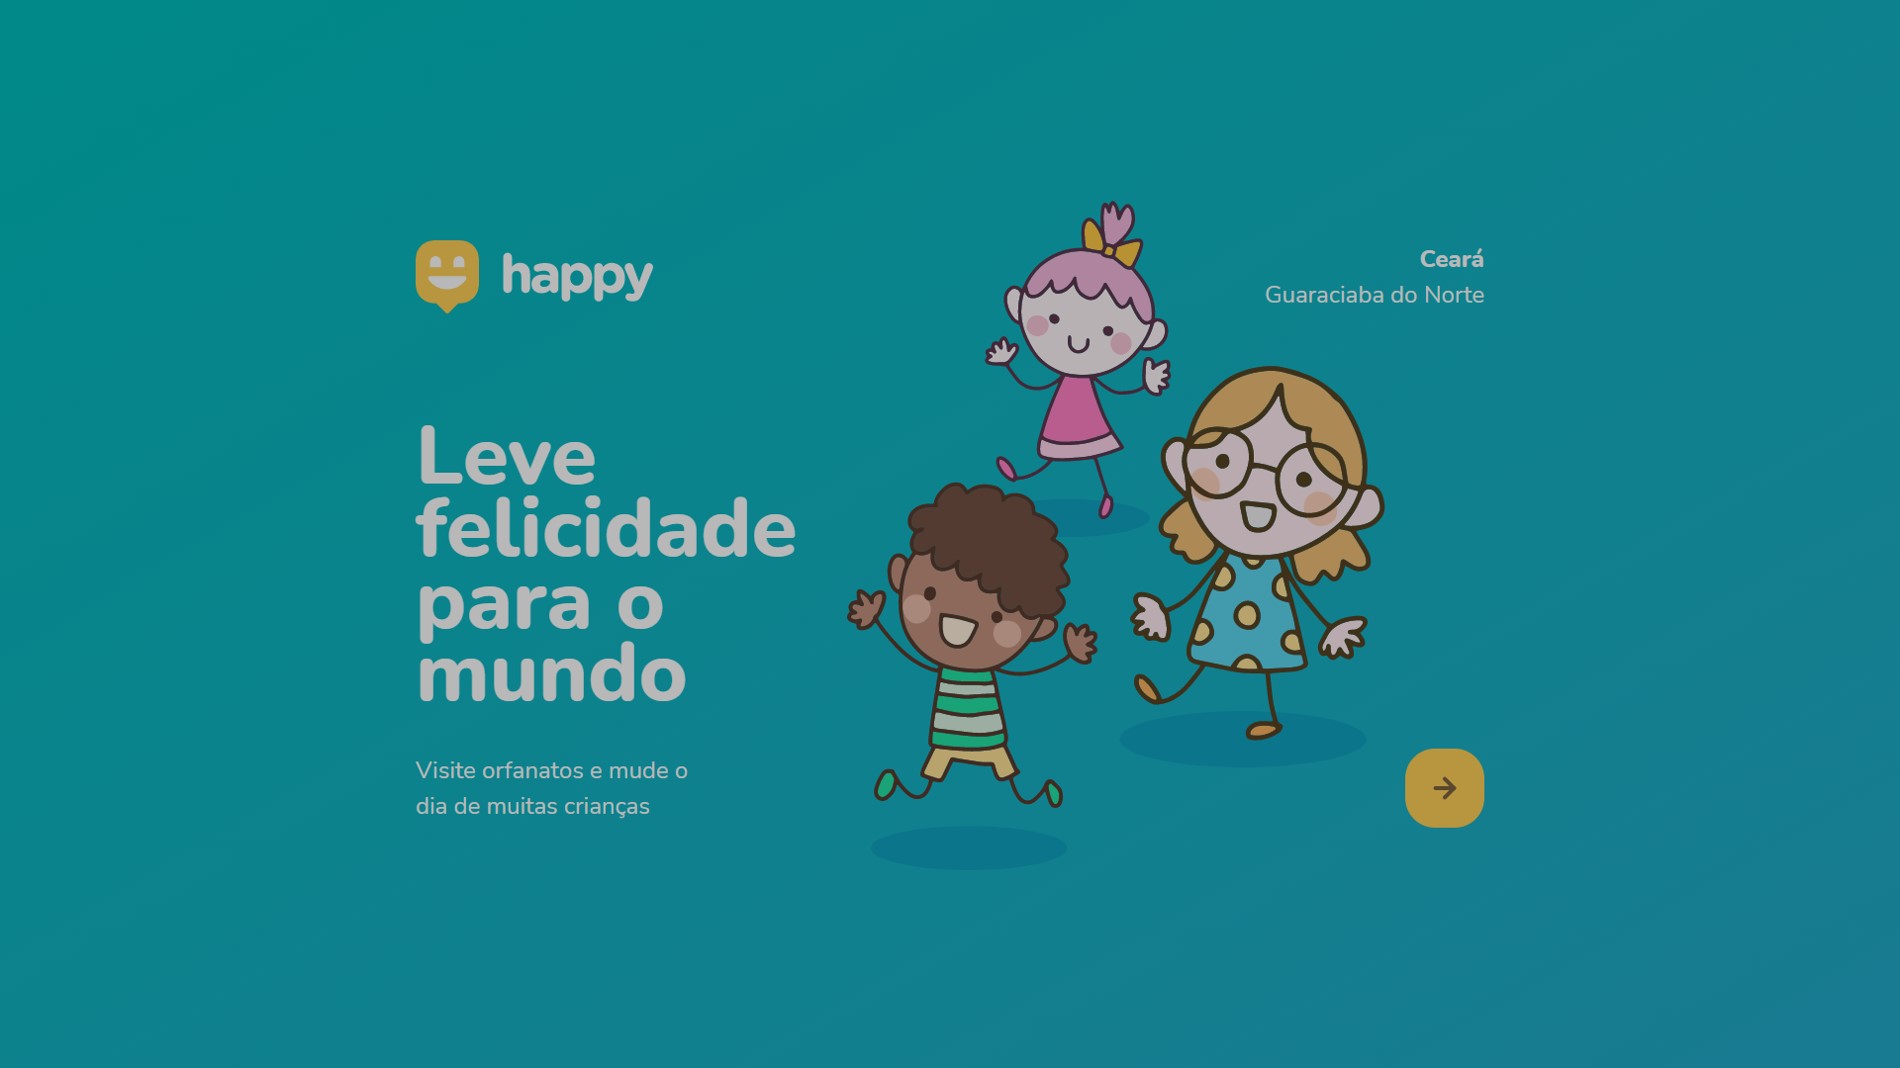 happy
Ceará
Guaraciaba do Norte
Leve
felicidade
para o
mundo
Visite orfanatos e mude o
dia de muitas crianças